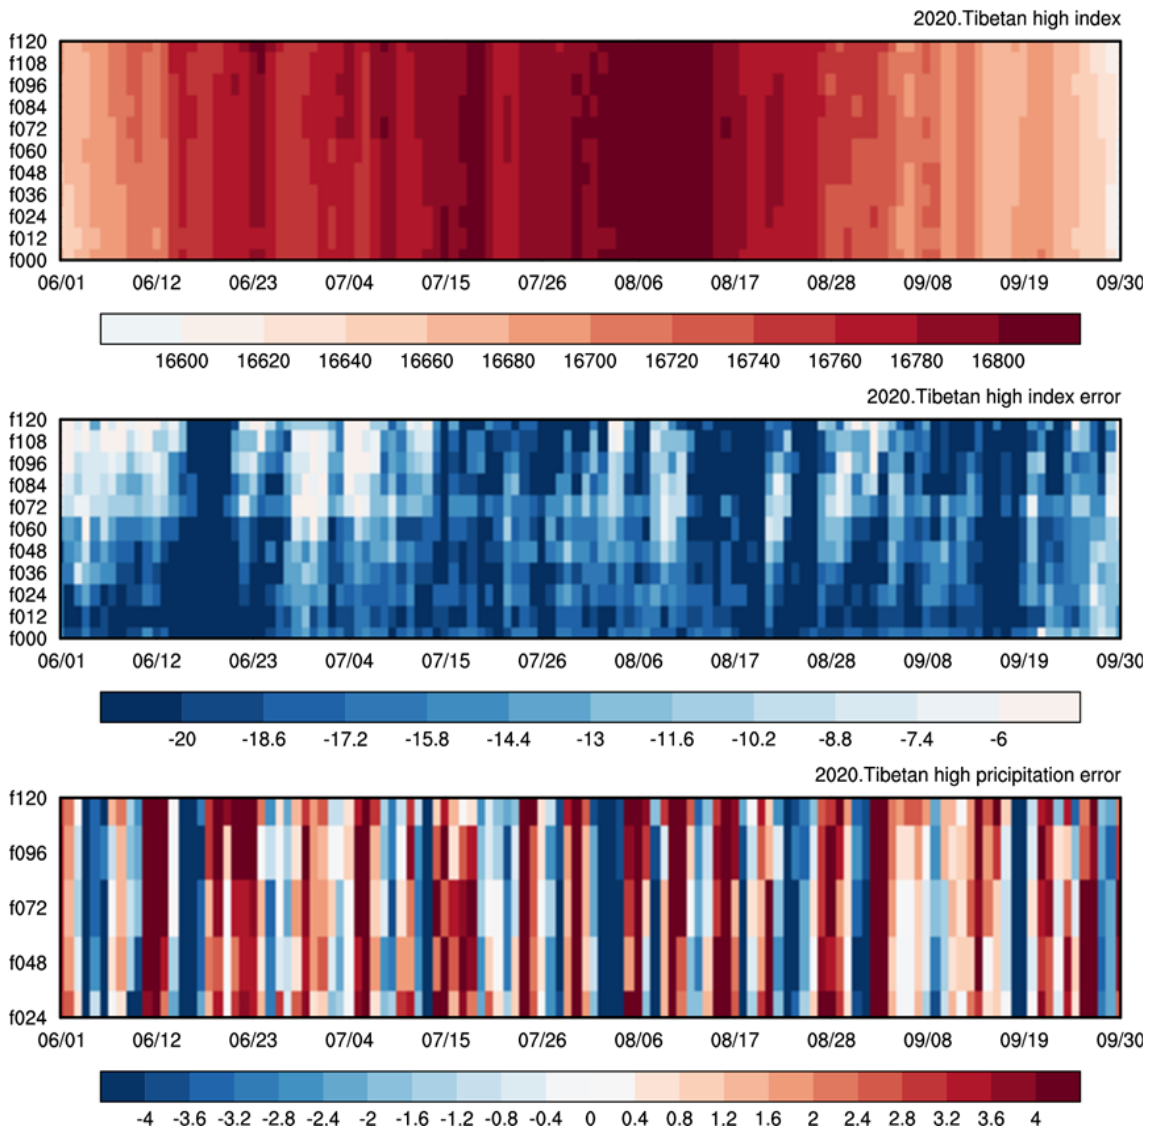 2020.Tibetan high index
f120
f108
f096
f084
f072
f060
f048
f036
f024
f012
f000
06/01 06/12 06/23 07/04 07/15 07/26 08/06 08/17 08/28 09/08 09/19 09/30
16600 16620 16640 16660 16680 16700 16720 16740 16760 16780 16800
2020.Tibetan high index error
f120
f108
f096
f084
f072
f060
f048
f036
f024
f012
f000
06/01 06/12 06/23 07/04 07/15 07/26 08/06 08/17 08/28 09/08 09/19 09/30
-20 -18.6 -17.2 -15.8 -14.4 -13 -11.6 -10.2 -8.8 -7.4 -6
2020.Tibetan high pricipitation error
f120
f096
f072
f048
f024
06/01 06/12 06/23 07/04 07/15 07/26 08/06 08/17 08/28 09/08 09/19 09/30
-4 -3.6 -3.2 -2.8 -2.4 -2 -1.6 -1.2 -0.8 -0.4 0 0.4 0.8 1.2 1.6 2 2.4 2.8 3.2 3.6 4